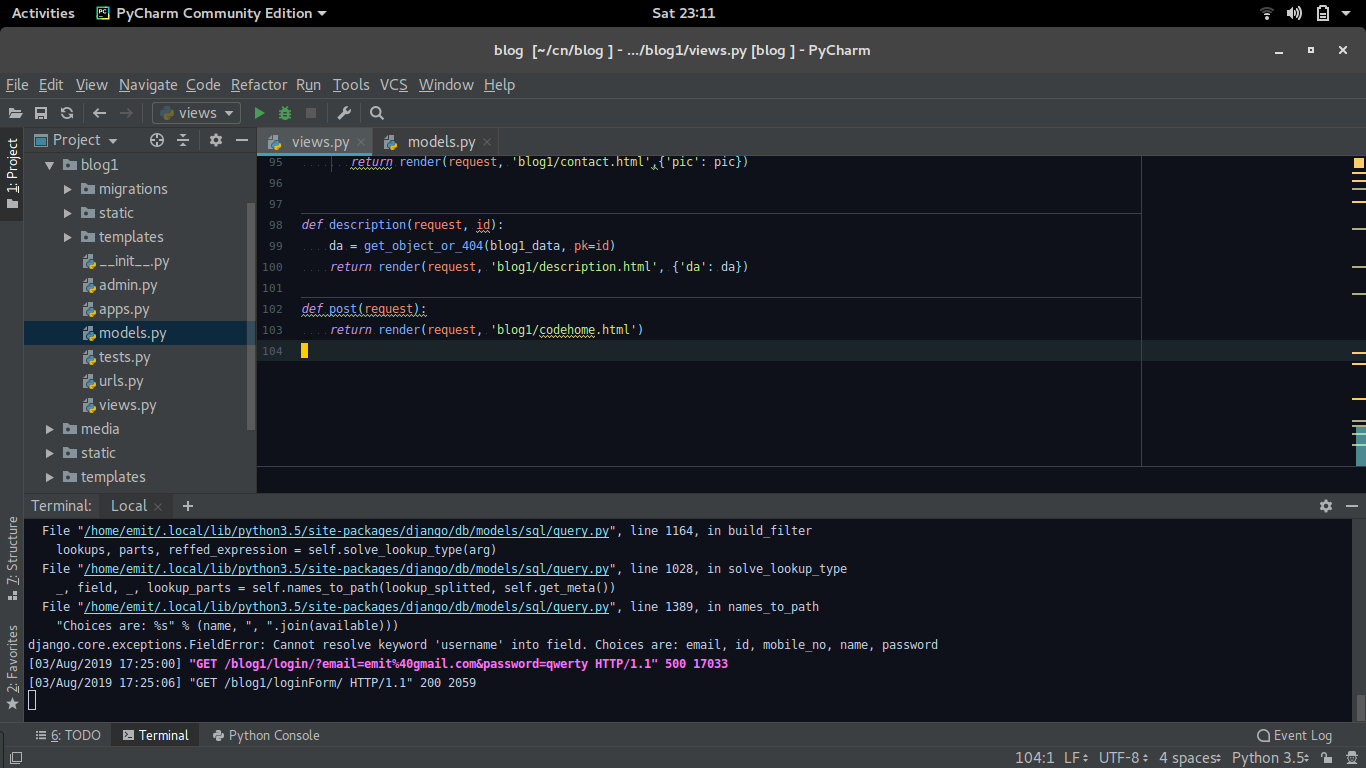 Activities PyCharm Community Edition Sat 23:11
blog [~/cn/blog ] - .../blog1/views.py [blog ] - PyCharm
File Edit View Navigate Code Refactor Run Tools VCS Window Help
views
1: Project
Project
views.py
models.py
blog1
migrations
static
templates
__init__.py
admin.py
apps.py
models.py
tests.py
urls.py
views.py
media
static
templates
95 return render(request, 'blog1/contact.html',{'pic': pic})
96
97
98 def description(request, id):
99 da = get_object_or_404(blog1_data, pk=id)
100 return render(request, 'blog1/description.html', {'da': da})
101
102 def post(request):
103 return render(request, 'blog1/codehome.html')
104
7: Structure
2: Favorites
Terminal: Local
File "/home/emit/.local/lib/python3.5/site-packages/django/db/models/sql/query.py", line 1164, in build_filter
lookups, parts, reffed_expression = self.solve_lookup_type(arg)
File "/home/emit/.local/lib/python3.5/site-packages/django/db/models/sql/query.py", line 1028, in solve_lookup_type
_, field, _, lookup_parts = self.names_to_path(lookup_splitted, self.get_meta())
File "/home/emit/.local/lib/python3.5/site-packages/django/db/models/sql/query.py", line 1389, in names_to_path
"Choices are: %s" % (name, ", ".join(available)))
django.core.exceptions.FieldError: Cannot resolve keyword 'username' into field. Choices are: email, id, mobile_no, name, password
[03/Aug/2019 17:25:00] "GET /blog1/login/?email=emit%40gmail.com&password=qwerty HTTP/1.1" 500 17033
[03/Aug/2019 17:25:06] "GET /blog1/loginForm/ HTTP/1.1" 200 2059
6: TODO Terminal Python Console Event Log
104:1 LF UTF-8 4 spaces Python 3.5